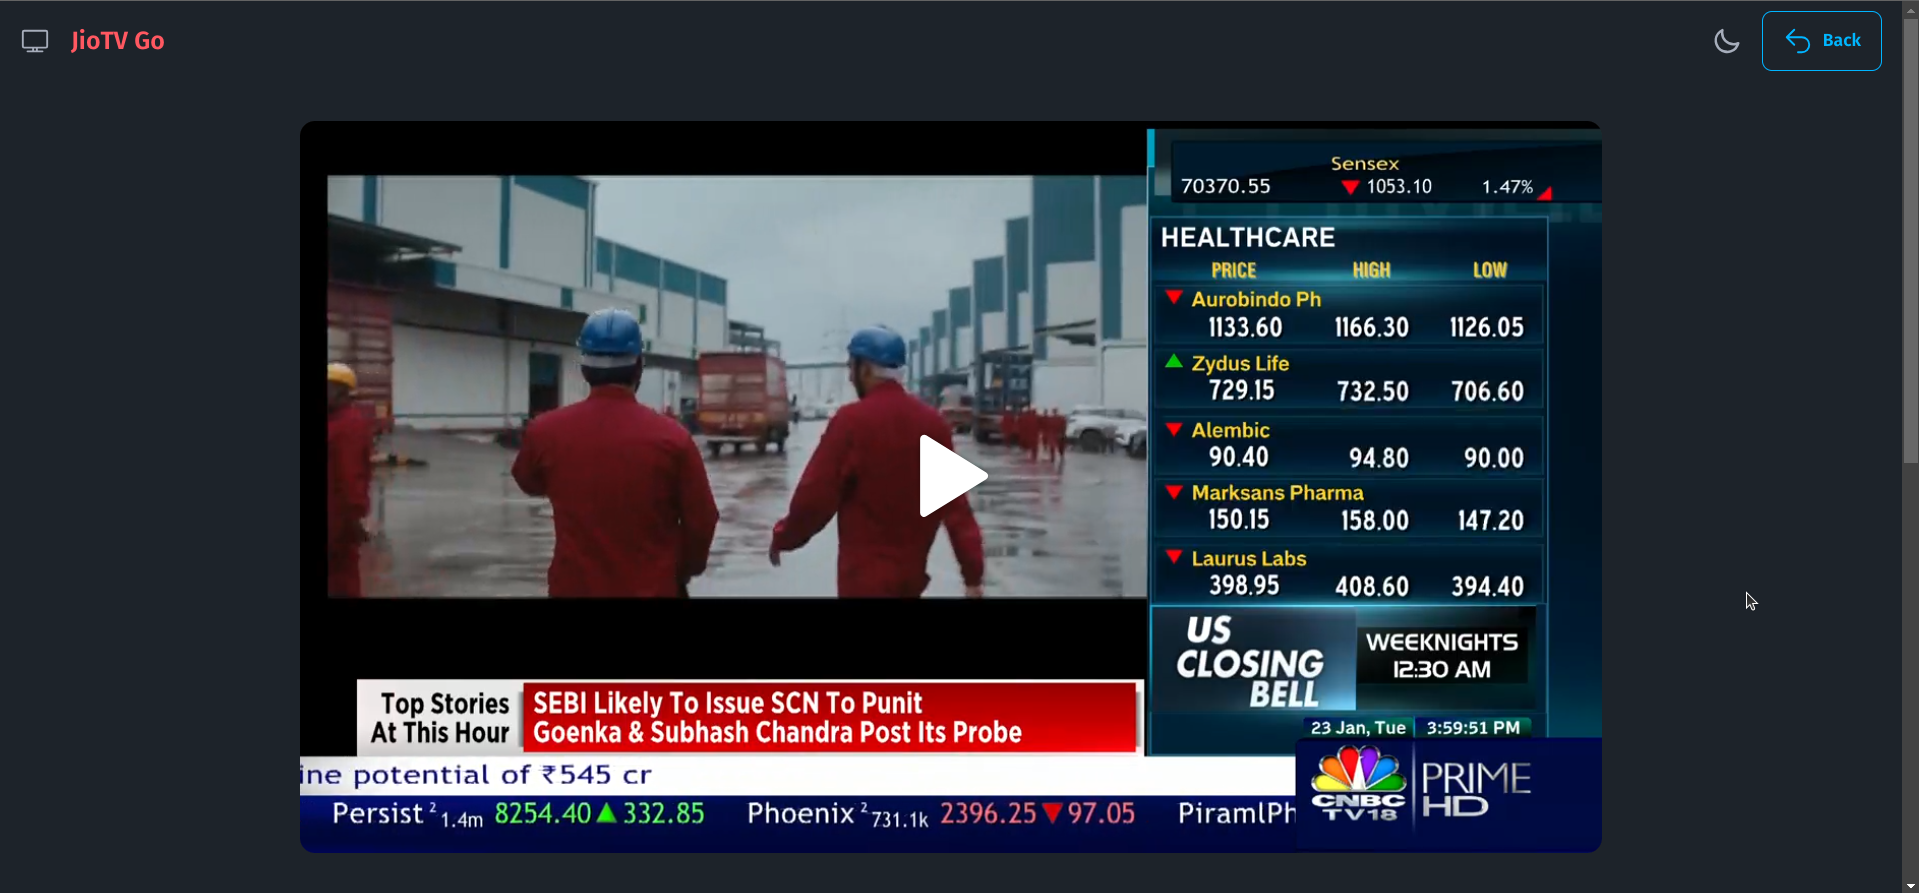 JioTV Go
Back
Sensex
70370.55 ▼ 1053.10 1.47%
HEALTHCARE
PRICE HIGH LOW
Aurobindo Ph
1133.60 1166.30 1126.05
Zydus Life
729.15 732.50 706.60
Alembic
90.40 94.80 90.00
Marksans Pharma
150.15 158.00 147.20
Laurus Labs
398.95 408.60 394.40
US
CLOSING
BELL
WEEKNIGHTS
12:30 AM
Top Stories
At This Hour
SEBI Likely To Issue SCN To Punit
Goenka & Subhash Chandra Post Its Probe
23 Jan, Tue 3:59:51 PM
ine potential of ₹545 cr
Persist 2 1.4m 8254.40 ▲ 332.85 Phoenix 2 731.1k 2396.25 ▼ 97.05 PiramlPh
CNBC
TV18
PRIME
HD